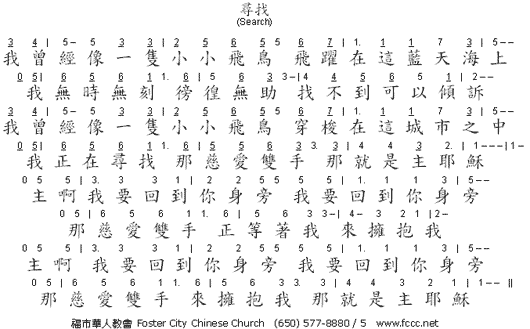 尋找
(Search)
3 4 | 5 - 5 3 3 | 2 5 6 5 5 7 | 1. 1 1 7 3 | 5 - -
我曾經像一隻小小飛鳥 飛躍在這藍天海上
0 5 | 6 5 6 1 1. 6 | 5 6 3 3 - | 4 4 5 6 5 1 | 2 - -
我無時無刻 徬徨無助 找不到可以傾訴
3 4 | 5 - 5 3 3 | 2 5 6 5 5 7 | 1. 1 1 7 3 | 5 - -
我曾經像一隻小小飛鳥 穿梭在這城市之中
0 5 | 6 5 6 1 1. 6 | 5 6 3 3. 3 | 4 4 3 2. | 1 - - - | 1 -
我正在尋找 那慈愛雙手 那就是主耶穌
0 5 5 | 3. 3 3 1 | 2 2 5 5 5 | 1. 1 1 3 | 5 - -
主啊我要回到你身旁 我要回到你身旁
0 5 | 6 5 6 1 1. 6 | 5 6 3 3 - | 4 - 3 2 1 | 2 -
那慈愛雙手 正等著我 來擁抱我
0 5 5 | 3. 3 3 1 | 2 2 5 5 5 | 1. 1 1 3 | 5 - -
主啊 我要回到你身旁 我要回到你身旁
0 5 | 6 5 6 1 1. 6 | 5 6 3 3. 3 | 4 4 3 2 | 1 - - ||
那慈愛雙手 來擁抱我 那就是主耶穌
福市華人教會 Foster City Chinese Church (650) 577-8880 / 5 www.fccc.net